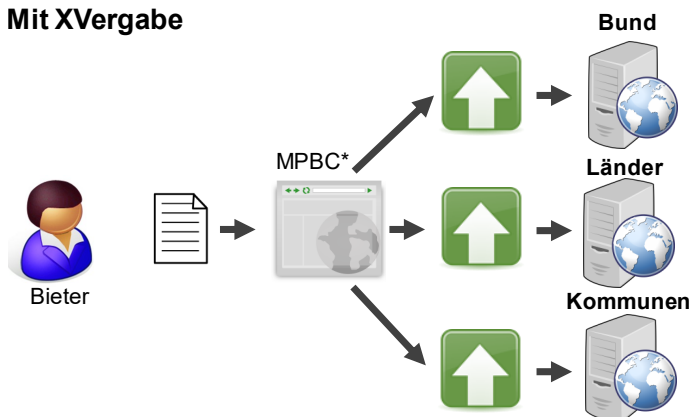 Mit XVergabe
Bund
MPBC*
Länder
Bieter
Kommunen